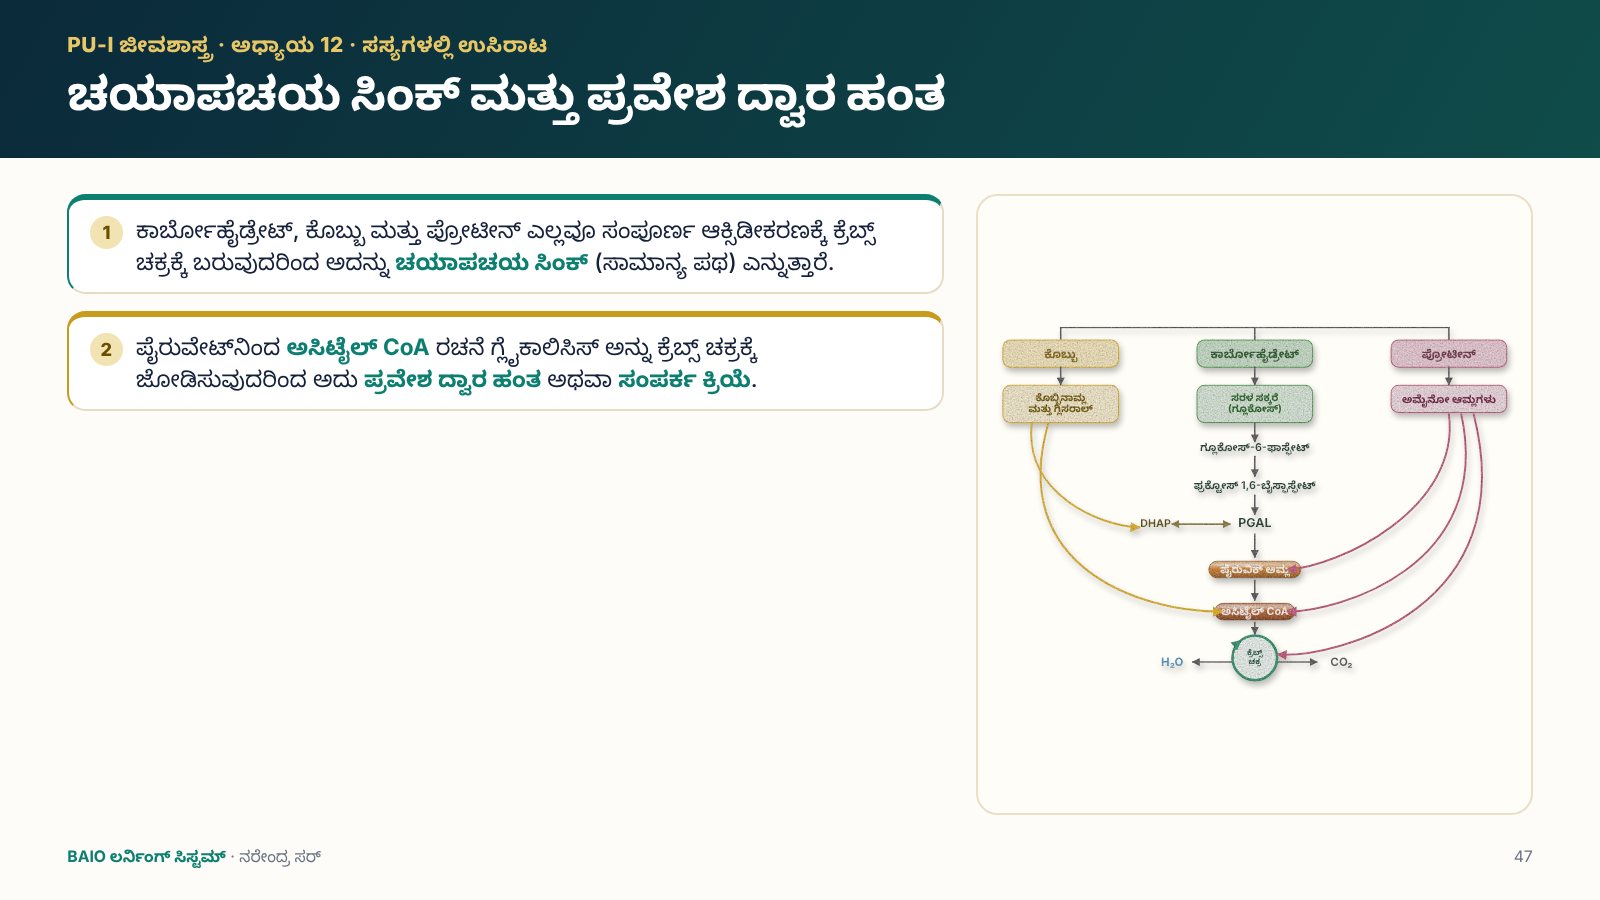 PU-I ಜೀವಶಾಸ್ತ್ರ · ಅಧ್ಯಾಯ 12 · ಸಸ್ಯಗಳಲ್ಲಿ ಉಸಿರಾಟ
ಚಯಾಪಚಯ ಸಿಂಕ್ ಮತ್ತು ಪ್ರವೇಶ ದ್ವಾರ ಹಂತ
1 ಕಾರ್ಬೋಹೈಡ್ರೇಟ್, ಕೊಬ್ಬು ಮತ್ತು ಪ್ರೋಟೀನ್ ಎಲ್ಲವೂ ಸಂಪೂರ್ಣ ಆಕ್ಸಿಡೀಕರಣಕ್ಕೆ ಕ್ರೆಬ್ಸ್
ಚಕ್ರಕ್ಕೆ ಬರುವುದರಿಂದ ಅದನ್ನು ಚಯಾಪಚಯ ಸಿಂಕ್ (ಸಾಮಾನ್ಯ ಪಥ) ಎನ್ನುತ್ತಾರೆ.
2 ಪೈರುವೇಟ್‌ನಿಂದ ಅಸಿಟೈಲ್ CoA ರಚನೆ ಗ್ಲೈಕಾಲಿಸಿಸ್ ಅನ್ನು ಕ್ರೆಬ್ಸ್ ಚಕ್ರಕ್ಕೆ
ಜೋಡಿಸುವುದರಿಂದ ಅದು ಪ್ರವೇಶ ದ್ವಾರ ಹಂತ ಅಥವಾ ಸಂಪರ್ಕ ಕ್ರಿಯೆ.
ಕೊಬ್ಬು
ಕಾರ್ಬೋಹೈಡ್ರೇಟ್
ಪ್ರೋಟೀನ್
ಕೊಬ್ಬಿನಾಮ್ಲ
ಮತ್ತು ಗ್ಲಿಸರಾಲ್
ಸರಳ ಸಕ್ಕರೆ
(ಗ್ಲೂಕೋಸ್)
ಅಮೈನೋ ಆಮ್ಲಗಳು
ಗ್ಲೂಕೋಸ್-6-ಫಾಸ್ಫೇಟ್
ಫ್ರಕ್ಟೋಸ್ 1,6-ಬೈಸ್ಫಾಸ್ಫೇಟ್
DHAP
PGAL
ಪೈರುವಿಕ್ ಆಮ್ಲ
ಅಸಿಟೈಲ್ CoA
ಕ್ರೆಬ್ಸ್
ಚಕ್ರ
H₂O
CO₂
BAIO ಲರ್ನಿಂಗ್ ಸಿಸ್ಟಮ್ · ನರೇಂದ್ರ ಸರ್
47